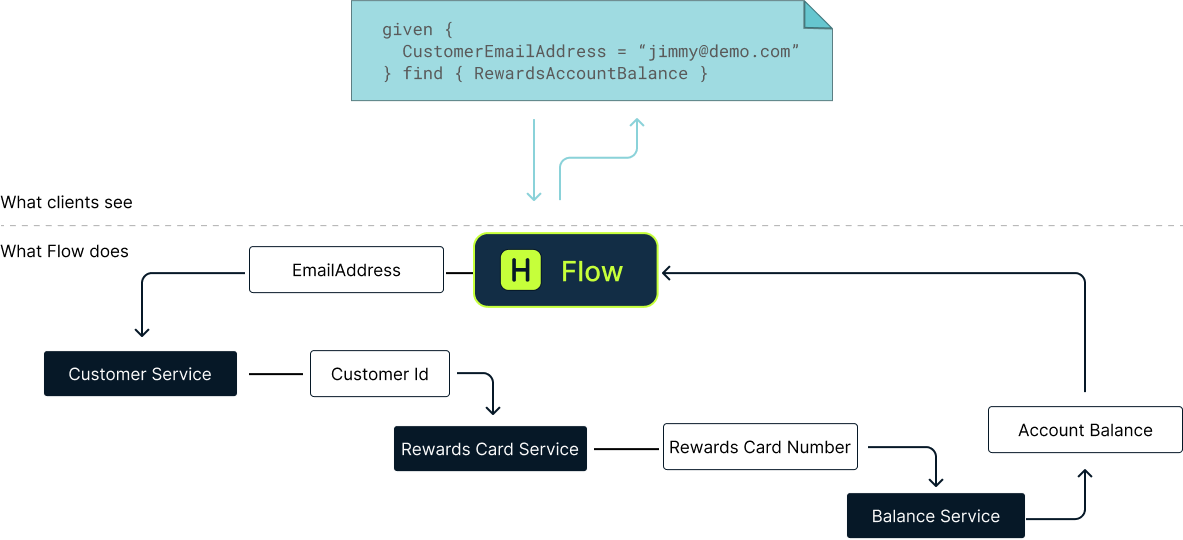 given {
CustomerEmailAddress = “jimmy@demo.com”
} find { RewardsAccountBalance }
What clients see
What Flow does
EmailAddress
H Flow
Customer Service
Customer Id
Rewards Card Service
Rewards Card Number
Account Balance
Balance Service